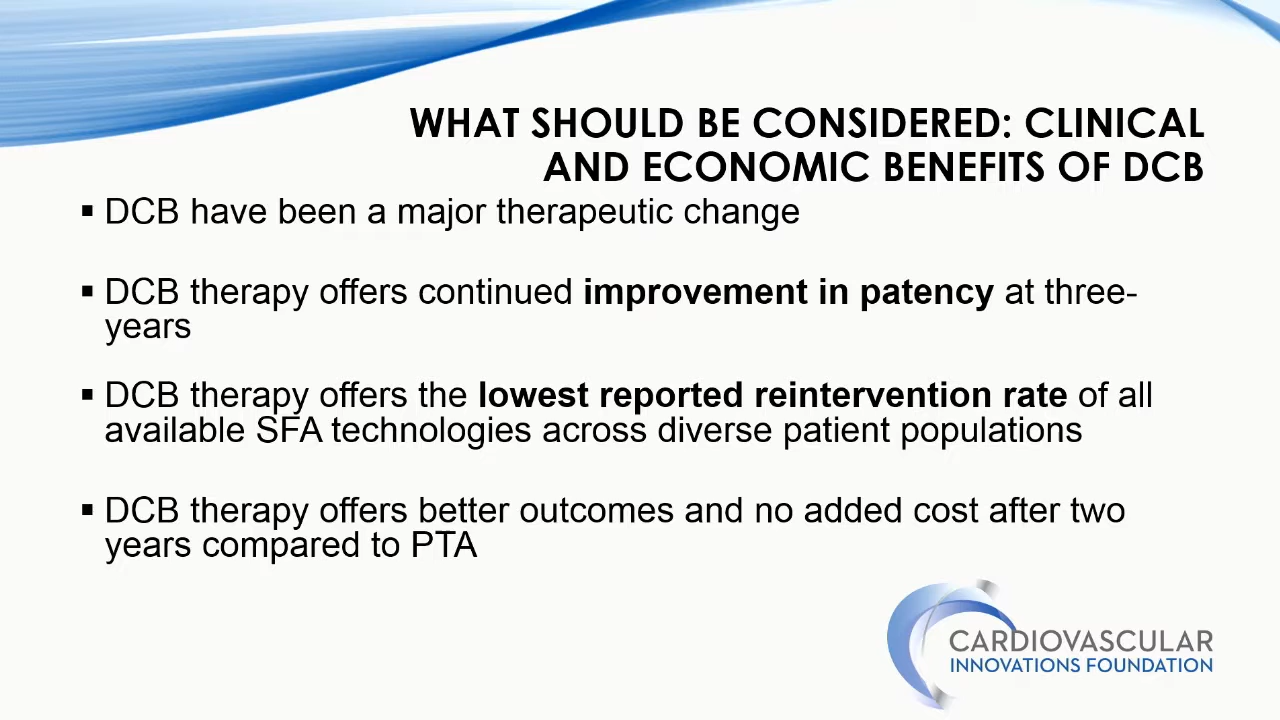 WHAT SHOULD BE CONSIDERED: CLINICAL
AND ECONOMIC BENEFITS OF DCB
▪ DCB have been a major therapeutic change
▪ DCB therapy offers continued improvement in patency at three-
years
▪ DCB therapy offers the lowest reported reintervention rate of all
available SFA technologies across diverse patient populations
▪ DCB therapy offers better outcomes and no added cost after two
years compared to PTA
CARDIOVASCULAR
INNOVATIONS FOUNDATION